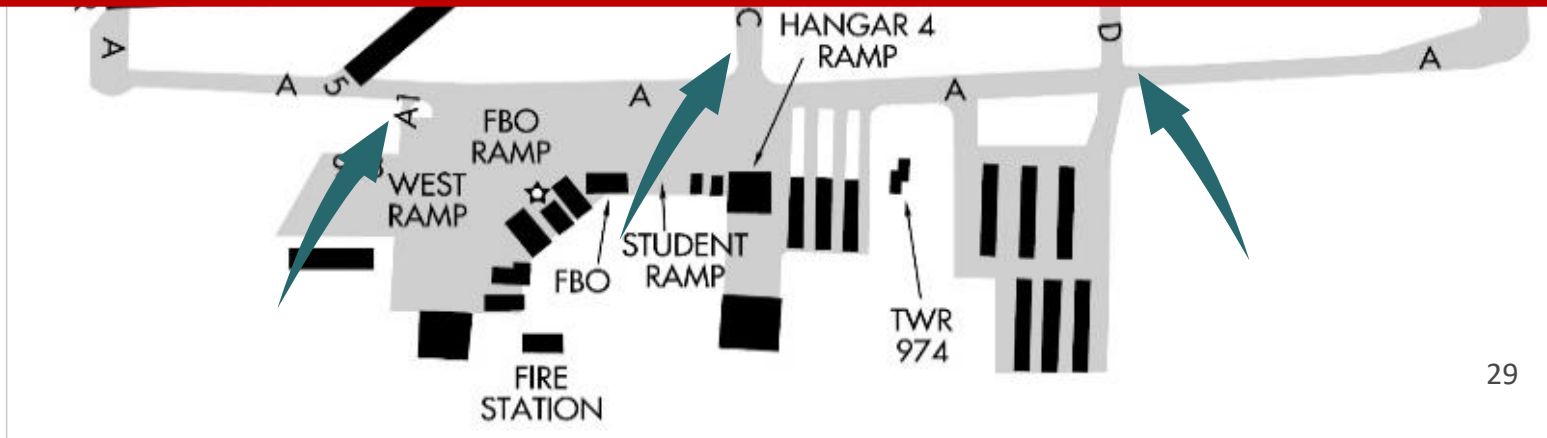 C
HANGAR 4
RAMP
D
A
A
5
A
A
A
A1
FBO
RAMP
WEST
RAMP
STUDENT
RAMP
FBO
TWR
974
FIRE
STATION
29